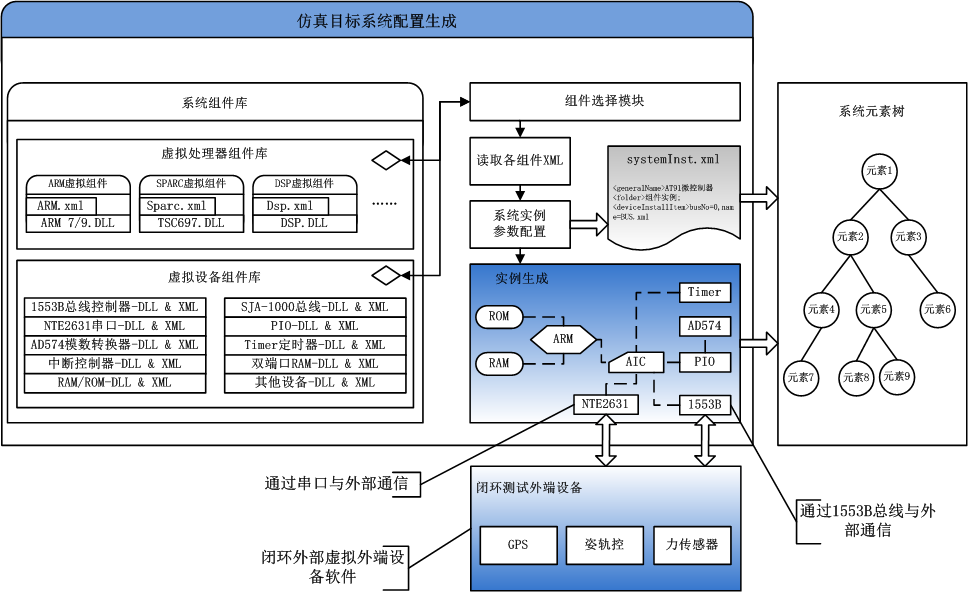 仿真目标系统配置生成
系统组件库
虚拟处理器组件库
ARM虚拟组件
ARM.xml
ARM 7/9.DLL
SPARC虚拟组件
Sparc.xml
TSC697.DLL
DSP虚拟组件
Dsp.xml
DSP.DLL
......
虚拟设备组件库
1553B总线控制器-DLL & XML
NTE2631串口-DLL & XML
AD574模数转换器-DLL & XML
中断控制器-DLL & XML
RAM/ROM-DLL & XML
SJA-1000总线-DLL & XML
PIO-DLL & XML
Timer定时器-DLL & XML
双端口RAM-DLL & XML
其他设备-DLL & XML
组件选择模块
读取各组件XML
系统实例
参数配置
systemInst.xml
<generalName>AT91微控制器
<folder>组件实例;
<deviceInstallItem>busNo=0,nam
e=BUS.xml
实例生成
ROM
RAM
ARM
AIC
Timer
AD574
PIO
NTE2631
1553B
系统元素树
元素1
元素2
元素3
元素4
元素5
元素6
元素7
元素8
元素9
通过串口与外部通信
闭环测试外端设备
GPS
姿轨控
力传感器
闭环外部虚拟外端设
备软件
通过1553B总线与外
部通信